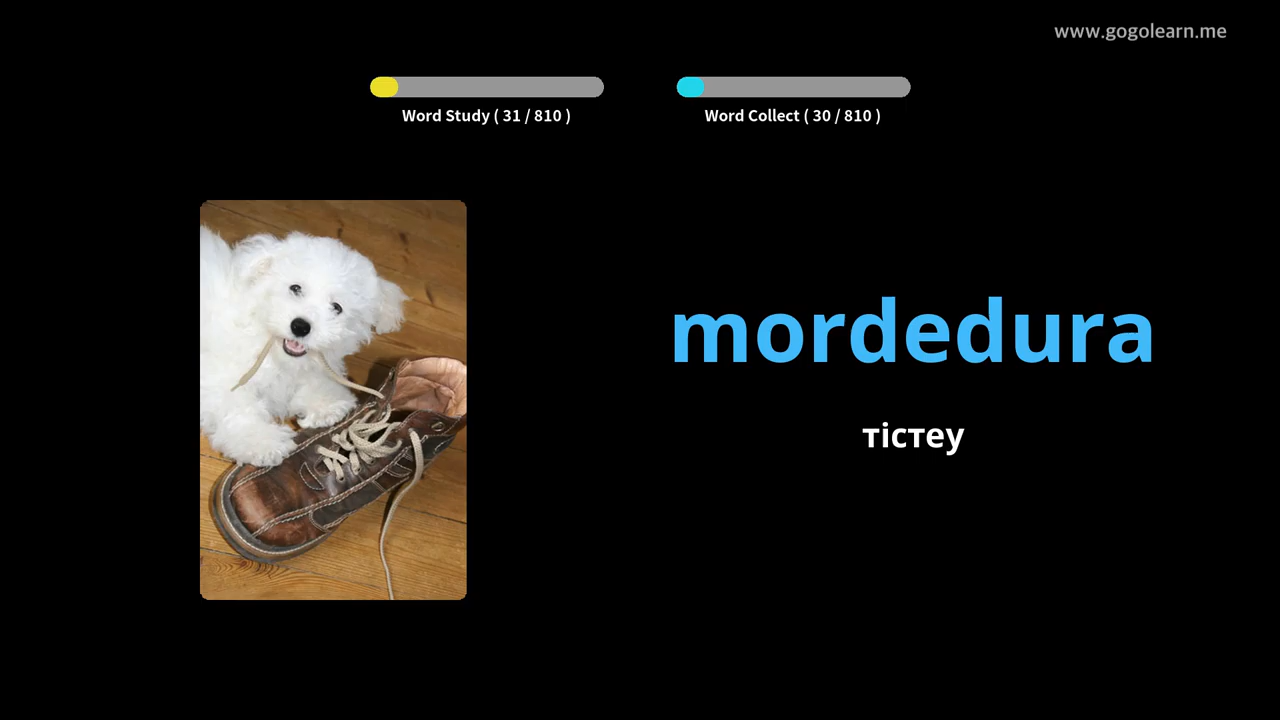 www.gogolearn.me
Word Study ( 31 / 810 )
Word Collect ( 30 / 810 )
mordedura
тістеу